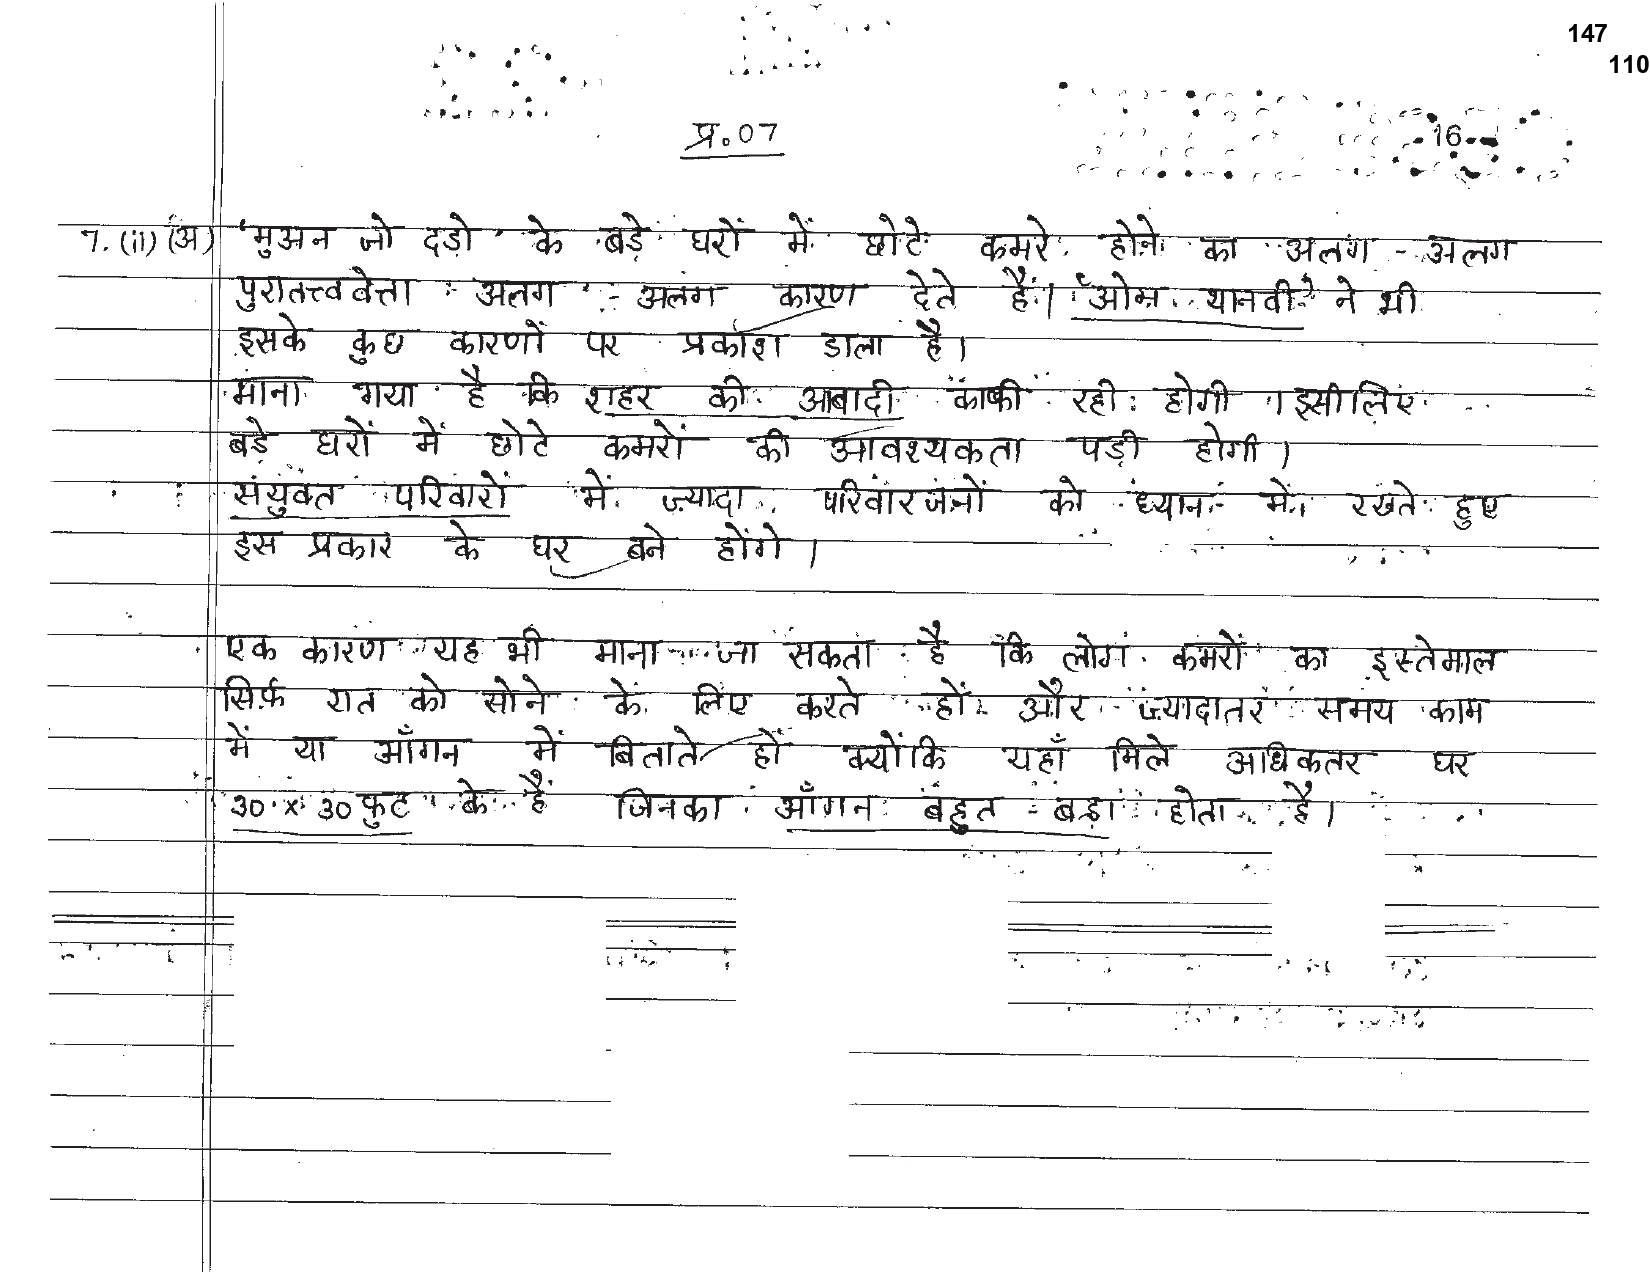 147
110
प्र.07
16
7. (ii) (अ) 'मुअन जो दड़ो' के बड़े घरों में छोटे कमरे होने का अलग-अलग
पुरातत्त्ववेत्ता अलग-अलग कारण देते हैं। "ओम थानवी" ने भी
इसके कुछ कारणों पर प्रकाश डाला है।
माना गया है कि शहर की आबादी काफी रही होगी। इसीलिए
बड़े घरों में छोटे कमरों की आवश्यकता पड़ी होगी।
संयुक्त परिवारों में ज़्यादा परिवारजनों को ध्यान में रखते हुए
इस प्रकार के घर बने होंगे।
एक कारण यह भी माना जा सकता है कि लोग कमरों का इस्तेमाल
सिर्फ़ रात को सोने के लिए करते हों और ज़्यादातर समय काम
में या आँगन में बिताते हों क्योंकि यहाँ मिले अधिकतर घर
30 x 30 फुट के हैं जिनका आँगन बहुत बड़ा होता है।